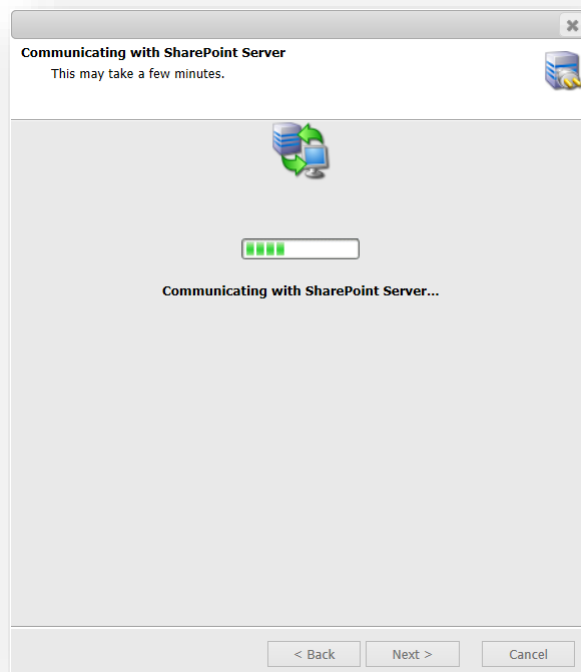 Communicating with SharePoint Server
This may take a few minutes.
Communicating with SharePoint Server...
< Back
Next >
Cancel